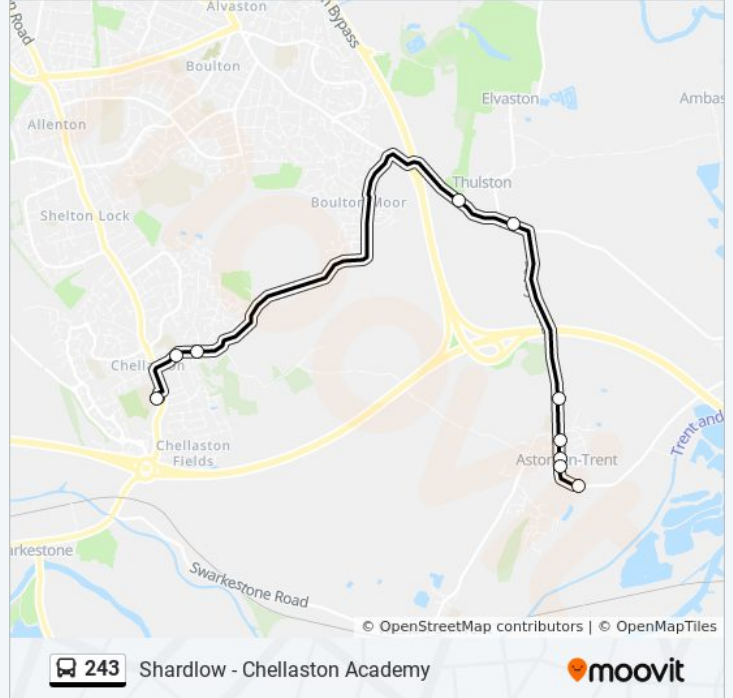 n Road
Alvaston
n Bypass
Boulton
Elvaston
Ambas
Allenton
Thulston
Boulton Moor
Shelton Lock
Chellaston
Trent and
Chellaston
Fields
Aston-on-Trent
arkestone
Swarkestone Road
© OpenStreetMap contributors | © OpenMapTiles
243 Shardlow - Chellaston Academy moovit